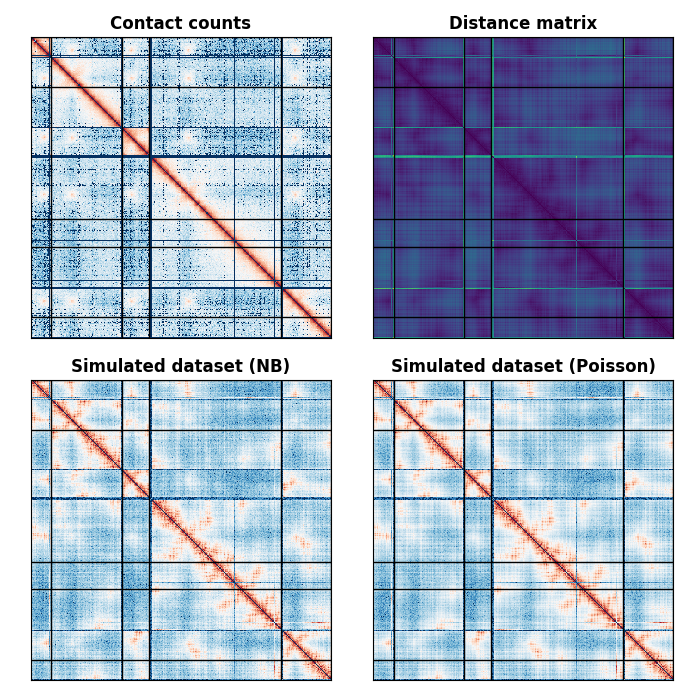 Contact counts
Distance matrix
Simulated dataset (NB)
Simulated dataset (Poisson)